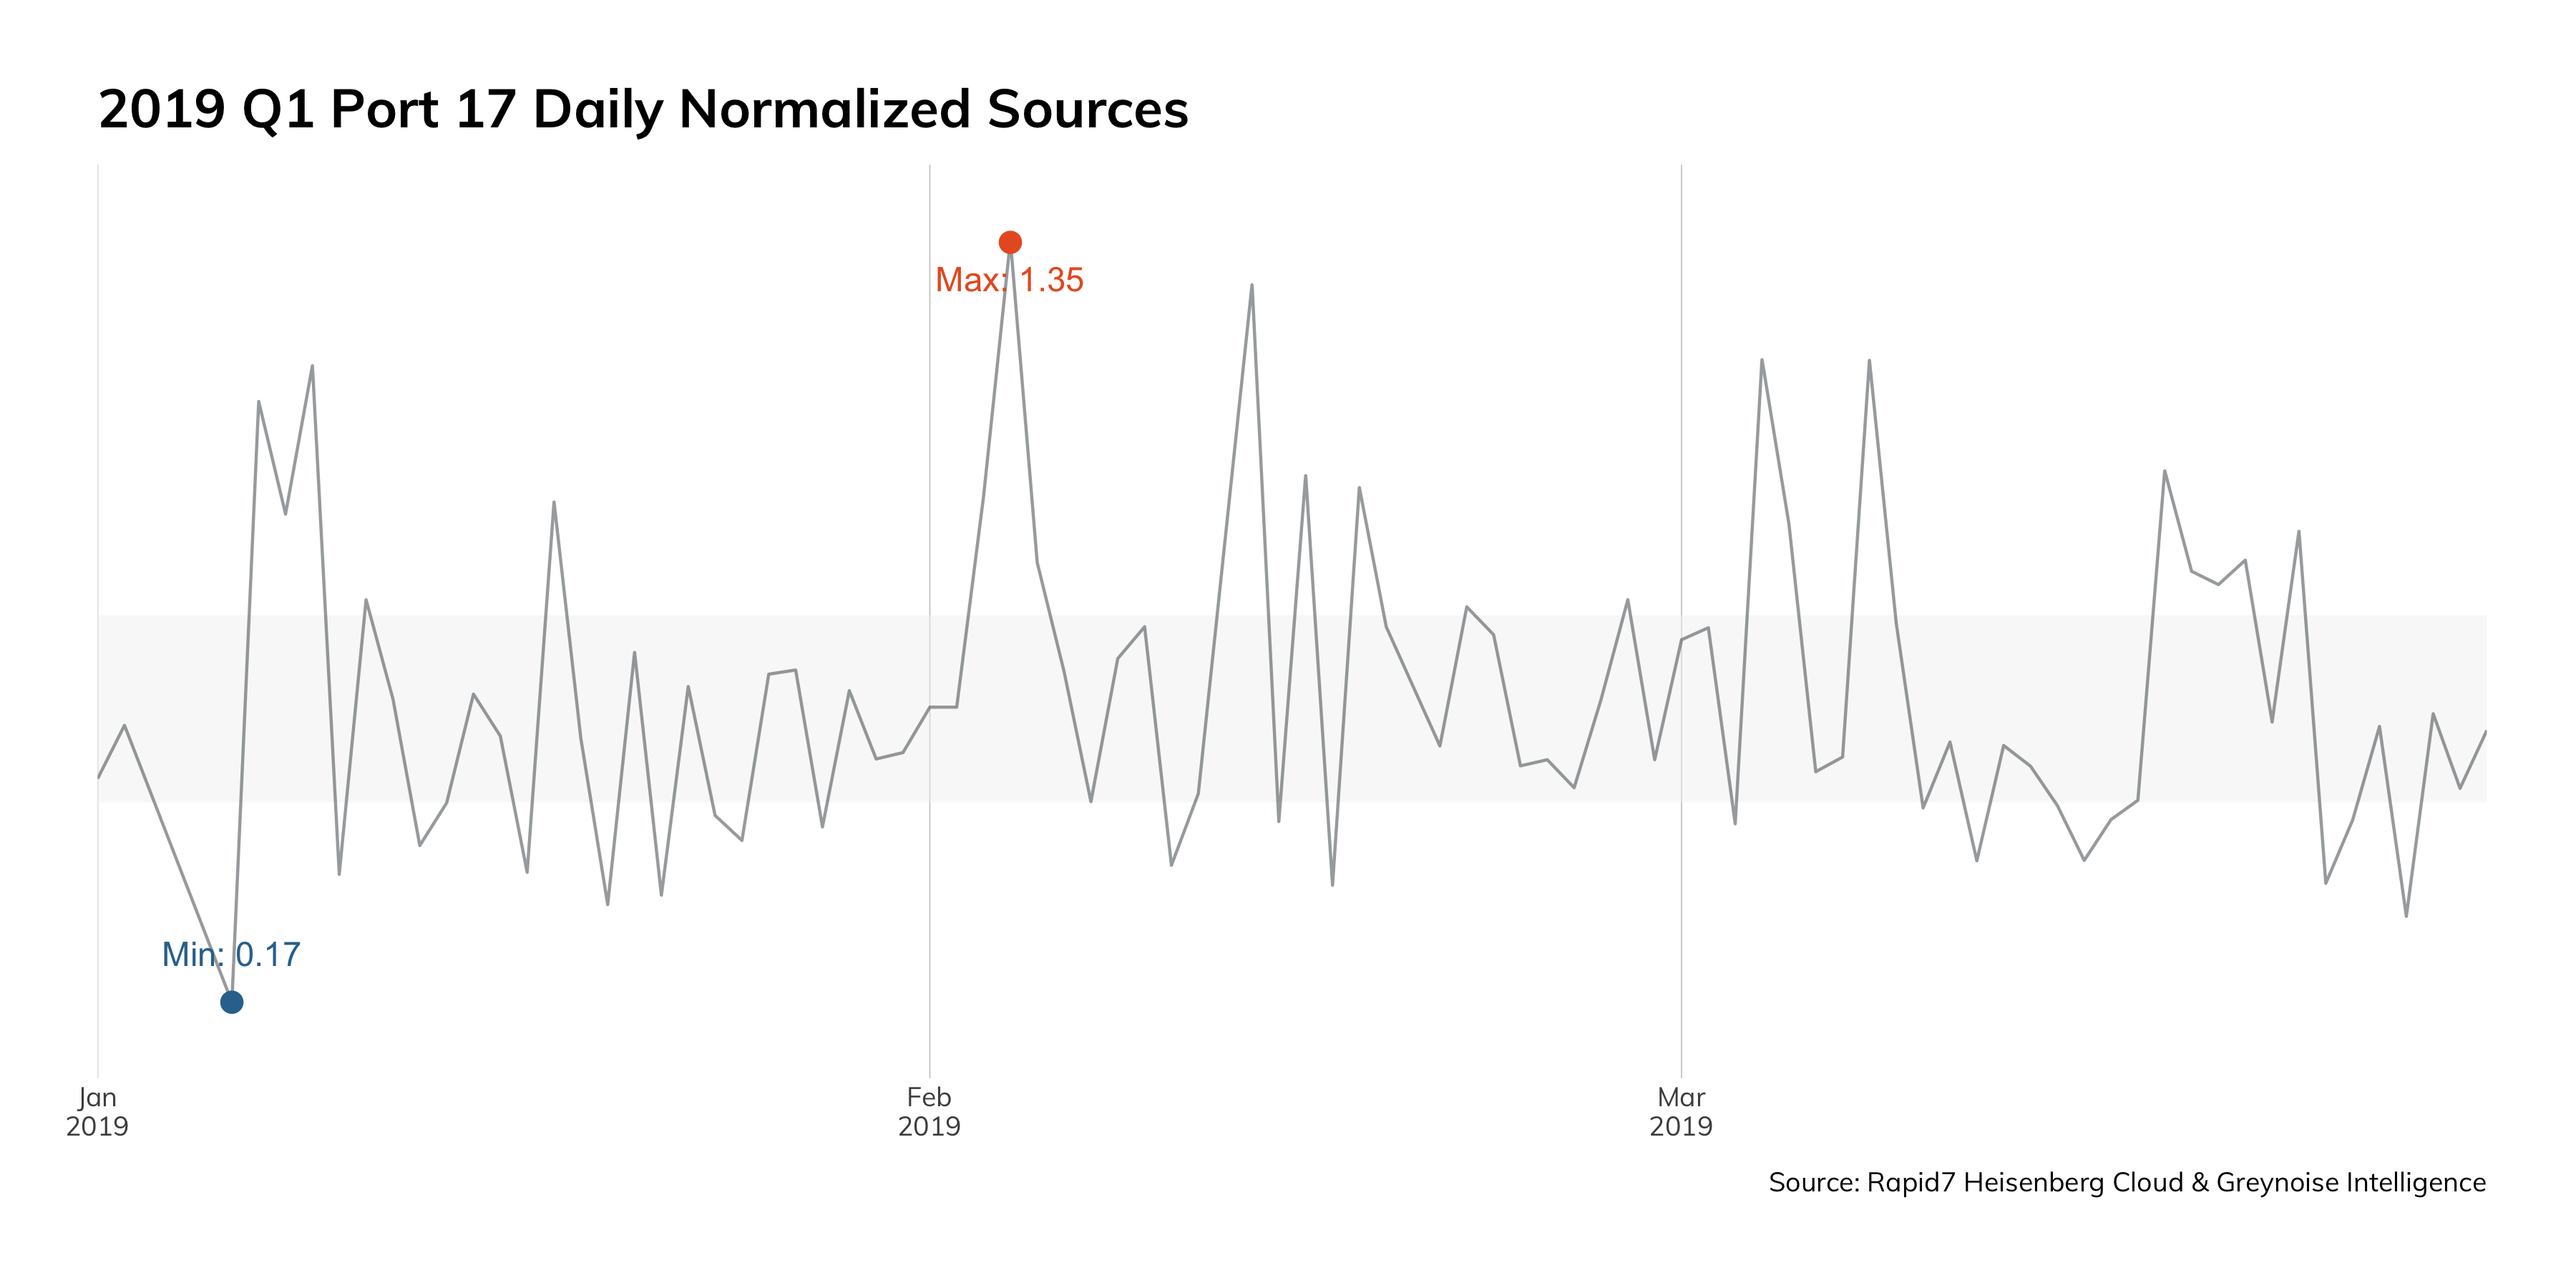 2019 Q1 Port 17 Daily Normalized Sources
Max: 1.35
Min: 0.17
Jan
2019
Feb
2019
Mar
2019
Source: Rapid7 Heisenberg Cloud & Greynoise Intelligence